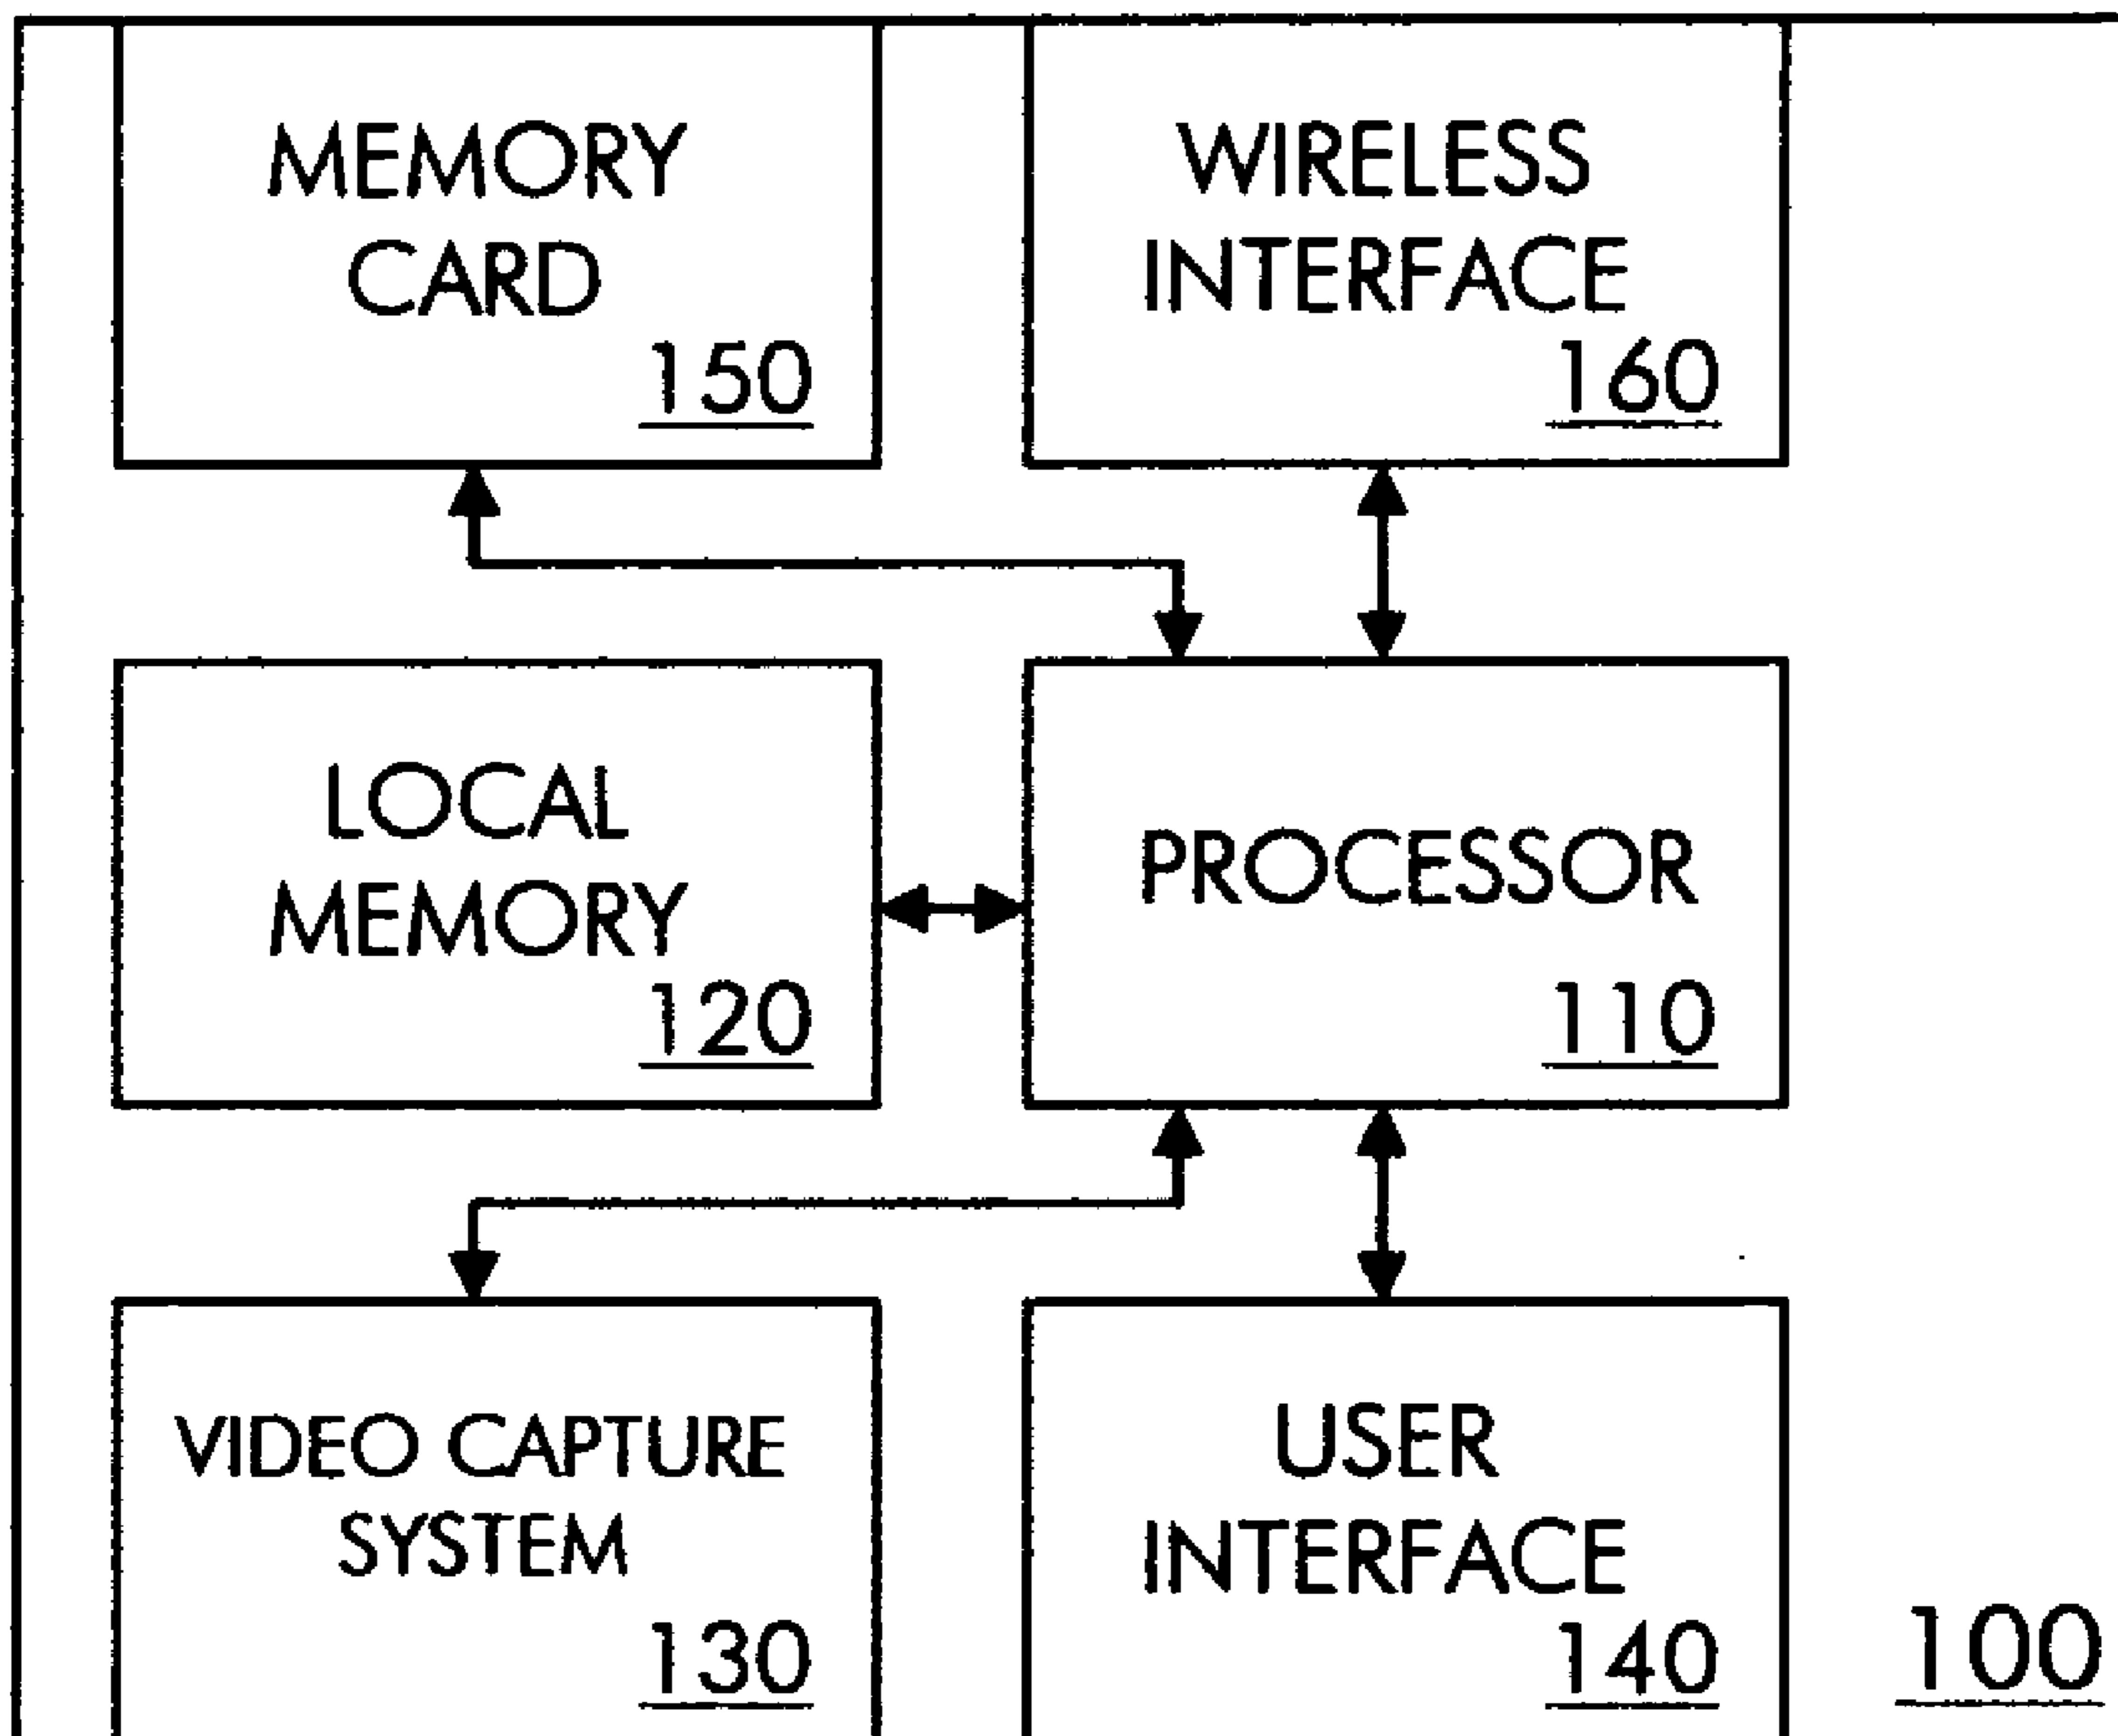 MEMORY
CARD
150
WIRELESS
INTERFACE
160
LOCAL
MEMORY
120
PROCESSOR
110
VIDEO CAPTURE
SYSTEM
130
USER
INTERFACE
140
100